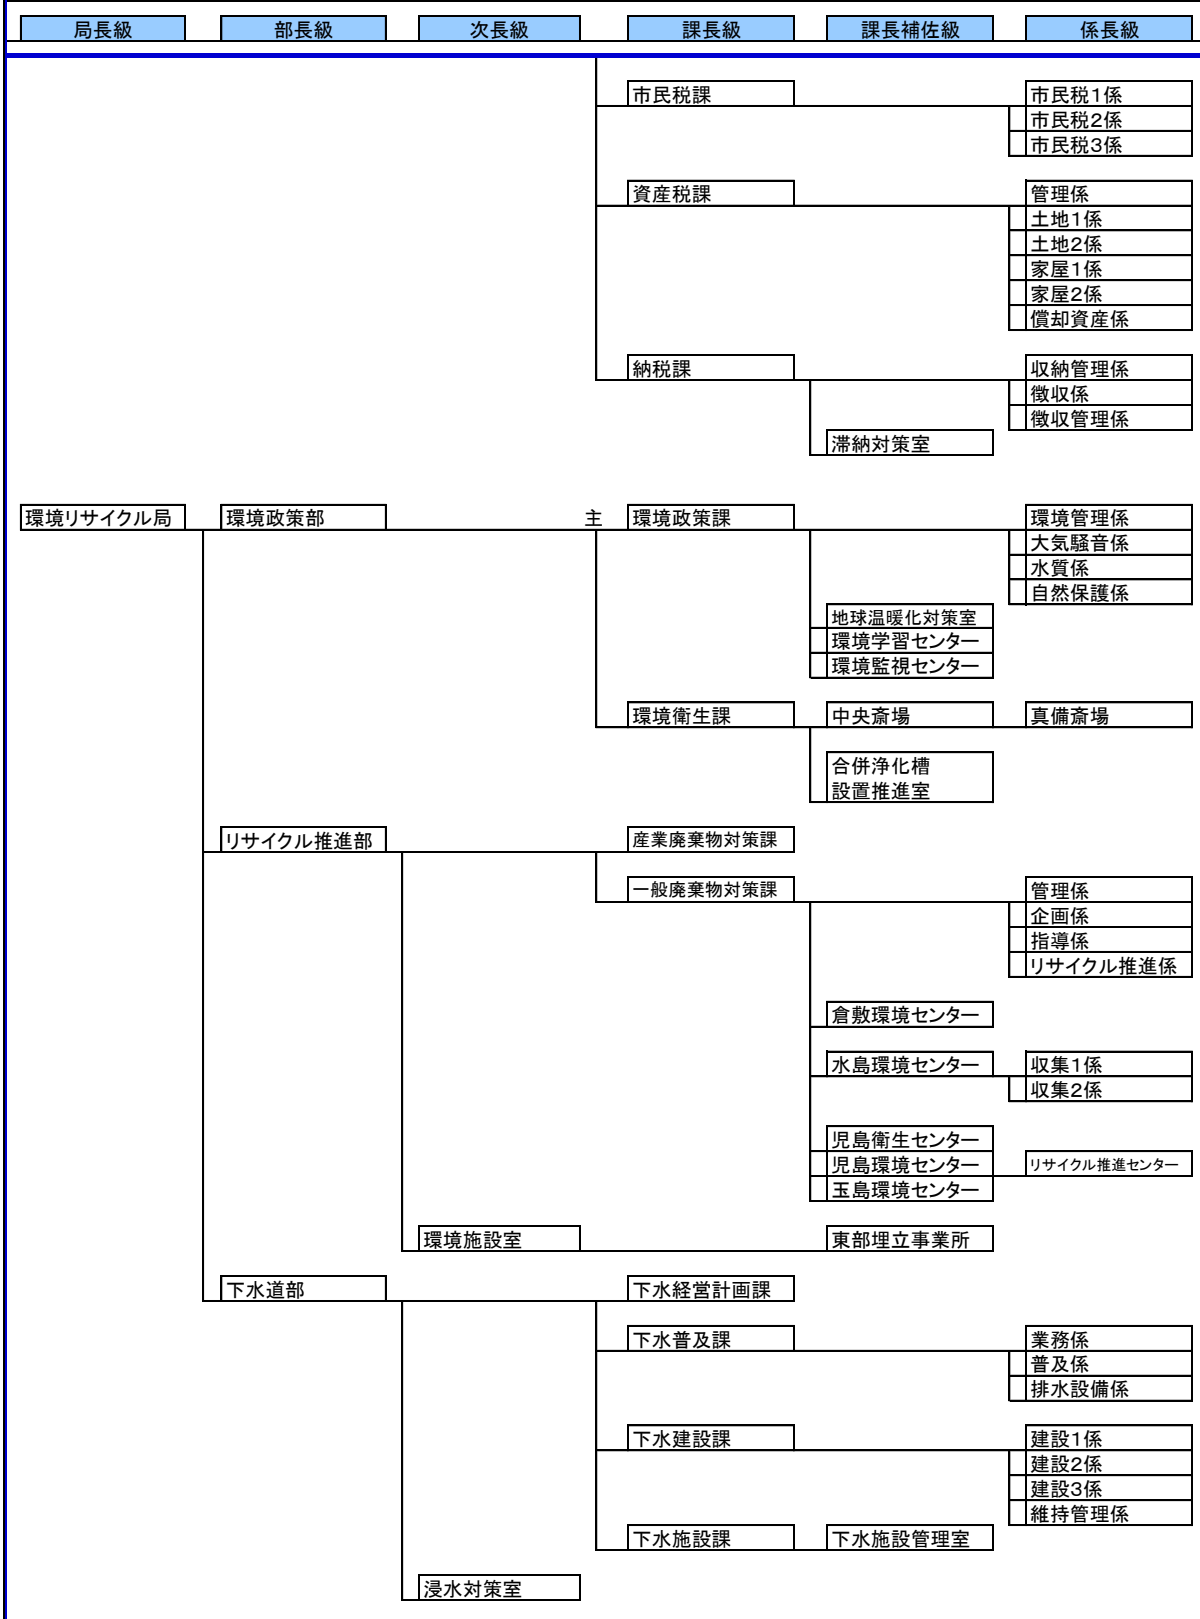 局長級 部長級 次長級 課長級 課長補佐級 係長級
市民税課 市民税1係
市民税2係
市民税3係
資産税課 管理係
土地1係
土地2係
家屋1係
家屋2係
償却資産係
納税課 収納管理係
徴収係
徴収管理係
滞納対策室
環境リサイクル局 環境政策部 主 環境政策課 環境管理係
大気騒音係
水質係
自然保護係
地球温暖化対策室
環境学習センター
環境監視センター
環境衛生課 中央斎場 真備斎場
合併浄化槽
設置推進室
リサイクル推進部 産業廃棄物対策課
一般廃棄物対策課 管理係
企画係
指導係
リサイクル推進係
倉敷環境センター
水島環境センター 収集1係
収集2係
児島衛生センター
児島環境センター リサイクル推進センター
玉島環境センター
環境施設室 東部埋立事業所
下水道部 下水経営計画課
下水普及課 業務係
普及係
排水設備係
下水建設課 建設1係
建設2係
建設3係
維持管理係
下水施設課 下水施設管理室
浸水対策室